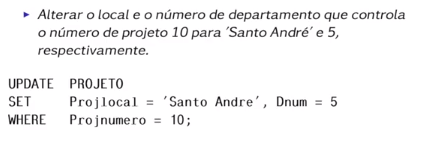 ▶ Alterar o local e o número de departamento que controla
o número de projeto 10 para ′Santo André′ e 5,
respectivamente.
UPDATE PROJETO
SET Projlocal = ′Santo Andre′, Dnum = 5
WHERE Projnumero = 10;